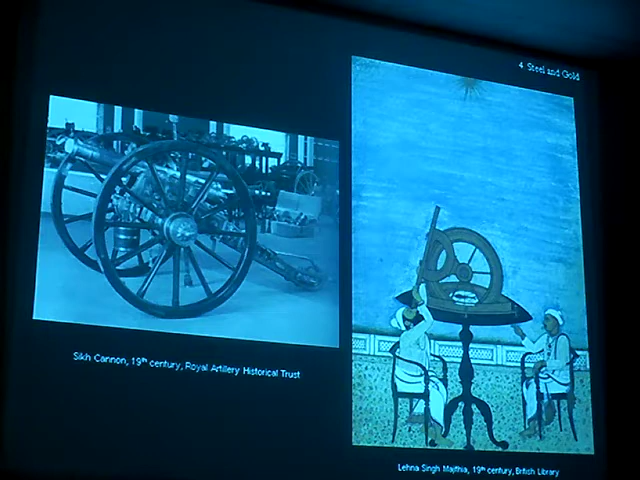 4. Steel and Gold
Sikh Cannon, 19th century, Royal Artillery Historical Trust
Lehna Singh Majithia, 19th century, British Library